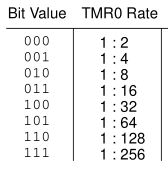 Bit Value TMR0 Rate
000 1 : 2
001 1 : 4
010 1 : 8
011 1 : 16
100 1 : 32
101 1 : 64
110 1 : 128
111 1 : 256